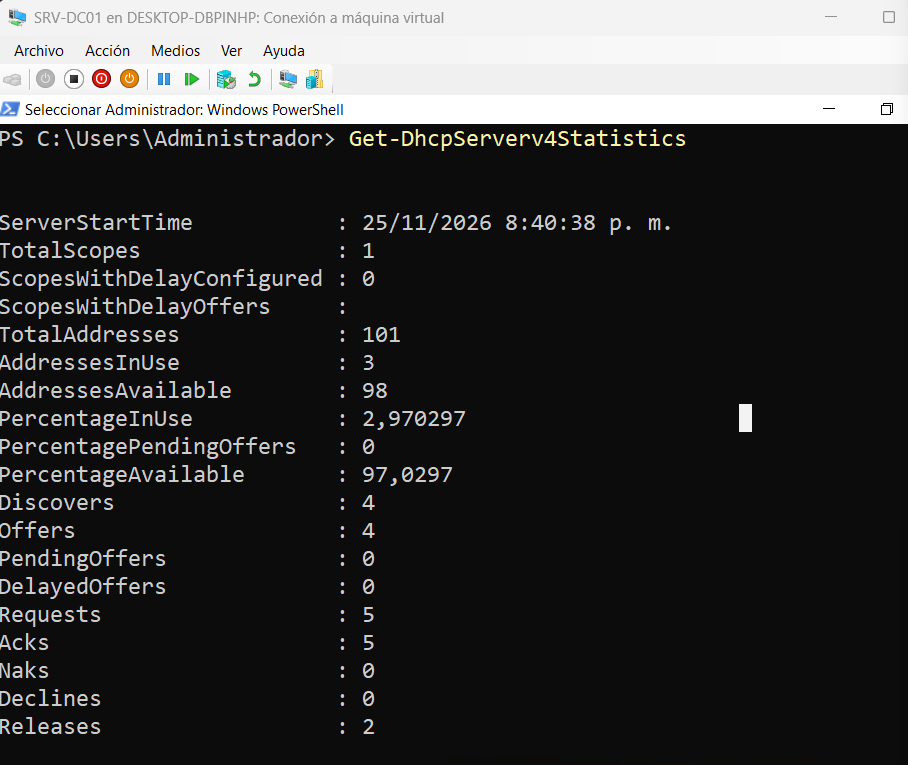 SRV-DC01 en DESKTOP-DBPINHP: Conexión a máquina virtual
Archivo Acción Medios Ver Ayuda
Seleccionar Administrador: Windows PowerShell
PS C:\Users\Administrador> Get-DhcpServerv4Statistics
ServerStartTime : 25/11/2026 8:40:38 p. m.
TotalScopes : 1
ScopesWithDelayConfigured : 0
ScopesWithDelayOffers :
TotalAddresses : 101
AddressesInUse : 3
AddressesAvailable : 98
PercentageInUse : 2,970297
PercentagePendingOffers : 0
PercentageAvailable : 97,0297
Discovers : 4
Offers : 4
PendingOffers : 0
DelayedOffers : 0
Requests : 5
Acks : 5
Naks : 0
Declines : 0
Releases : 2